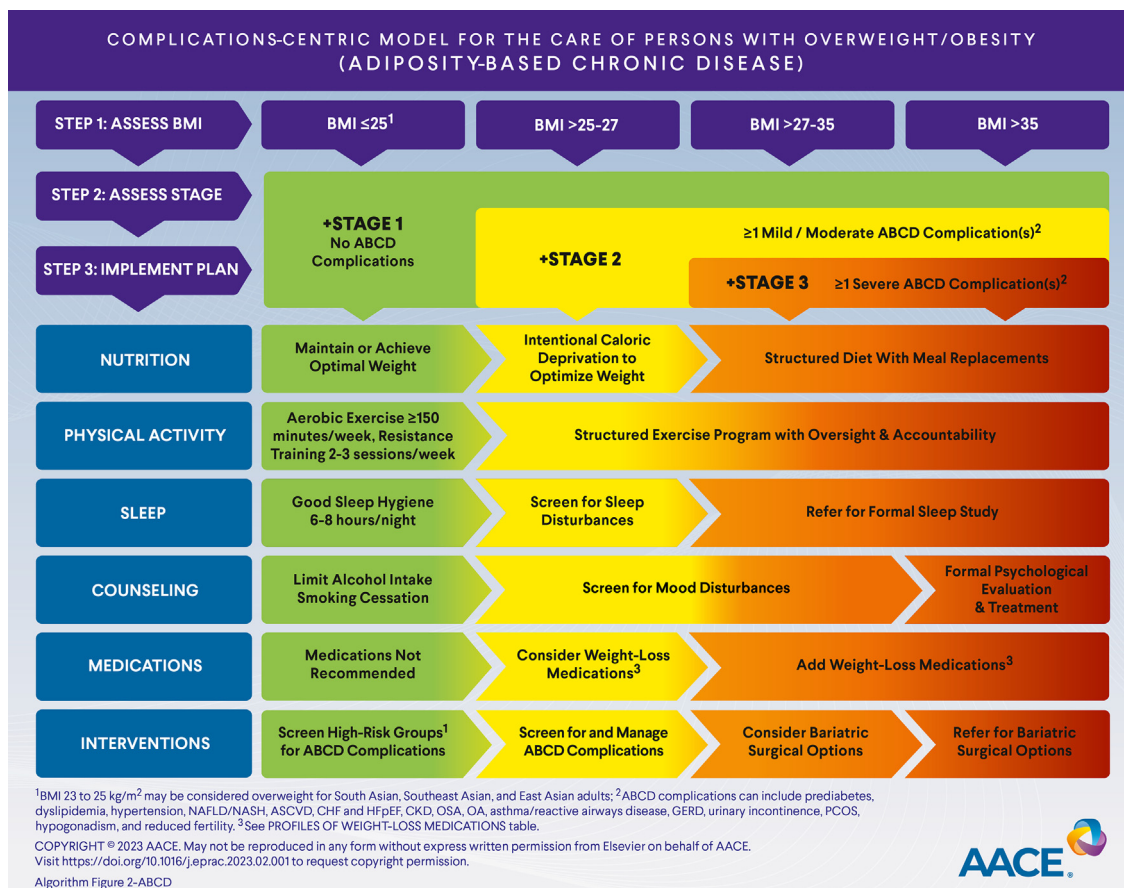 COMPLICATIONS-CENTRIC MODEL FOR THE CARE OF PERSONS WITH OVERWEIGHT/OBESITY
(ADIPOSITY-BASED CHRONIC DISEASE)
STEP 1: ASSESS BMI
BMI ≤25¹
BMI >25-27
BMI >27-35
BMI >35
STEP 2: ASSESS STAGE
STEP 3: IMPLEMENT PLAN
+STAGE 1
No ABCD
Complications
+STAGE 2
≥1 Mild / Moderate ABCD Complication(s)²
+STAGE 3 ≥1 Severe ABCD Complication(s)²
NUTRITION
Maintain or Achieve
Optimal Weight
Intentional Caloric
Deprivation to
Optimize Weight
Structured Diet With Meal Replacements
PHYSICAL ACTIVITY
Aerobic Exercise ≥150
minutes/week, Resistance
Training 2-3 sessions/week
Structured Exercise Program with Oversight & Accountability
SLEEP
Good Sleep Hygiene
6-8 hours/night
Screen for Sleep
Disturbances
Refer for Formal Sleep Study
COUNSELING
Limit Alcohol Intake
Smoking Cessation
Screen for Mood Disturbances
Formal Psychological
Evaluation
& Treatment
MEDICATIONS
Medications Not
Recommended
Consider Weight-Loss
Medications³
Add Weight-Loss Medications³
INTERVENTIONS
Screen High-Risk Groups¹
for ABCD Complications
Screen for and Manage
ABCD Complications
Consider Bariatric
Surgical Options
Refer for Bariatric
Surgical Options
¹BMI 23 to 25 kg/m² may be considered overweight for South Asian, Southeast Asian, and East Asian adults; ²ABCD complications can include prediabetes,
dyslipidemia, hypertension, NAFLD/NASH, ASCVD, CHF and HFpEF, CKD, OSA, OA, asthma/reactive airways disease, GERD, urinary incontinence, PCOS,
hypogonadism, and reduced fertility. ³See PROFILES OF WEIGHT-LOSS MEDICATIONS table.
COPYRIGHT © 2023 AACE. May not be reproduced in any form without express written permission from Elsevier on behalf of AACE.
Visit https://doi.org/10.1016/j.eprac.2023.02.001 to request copyright permission.
Algorithm Figure 2-ABCD
AACE®